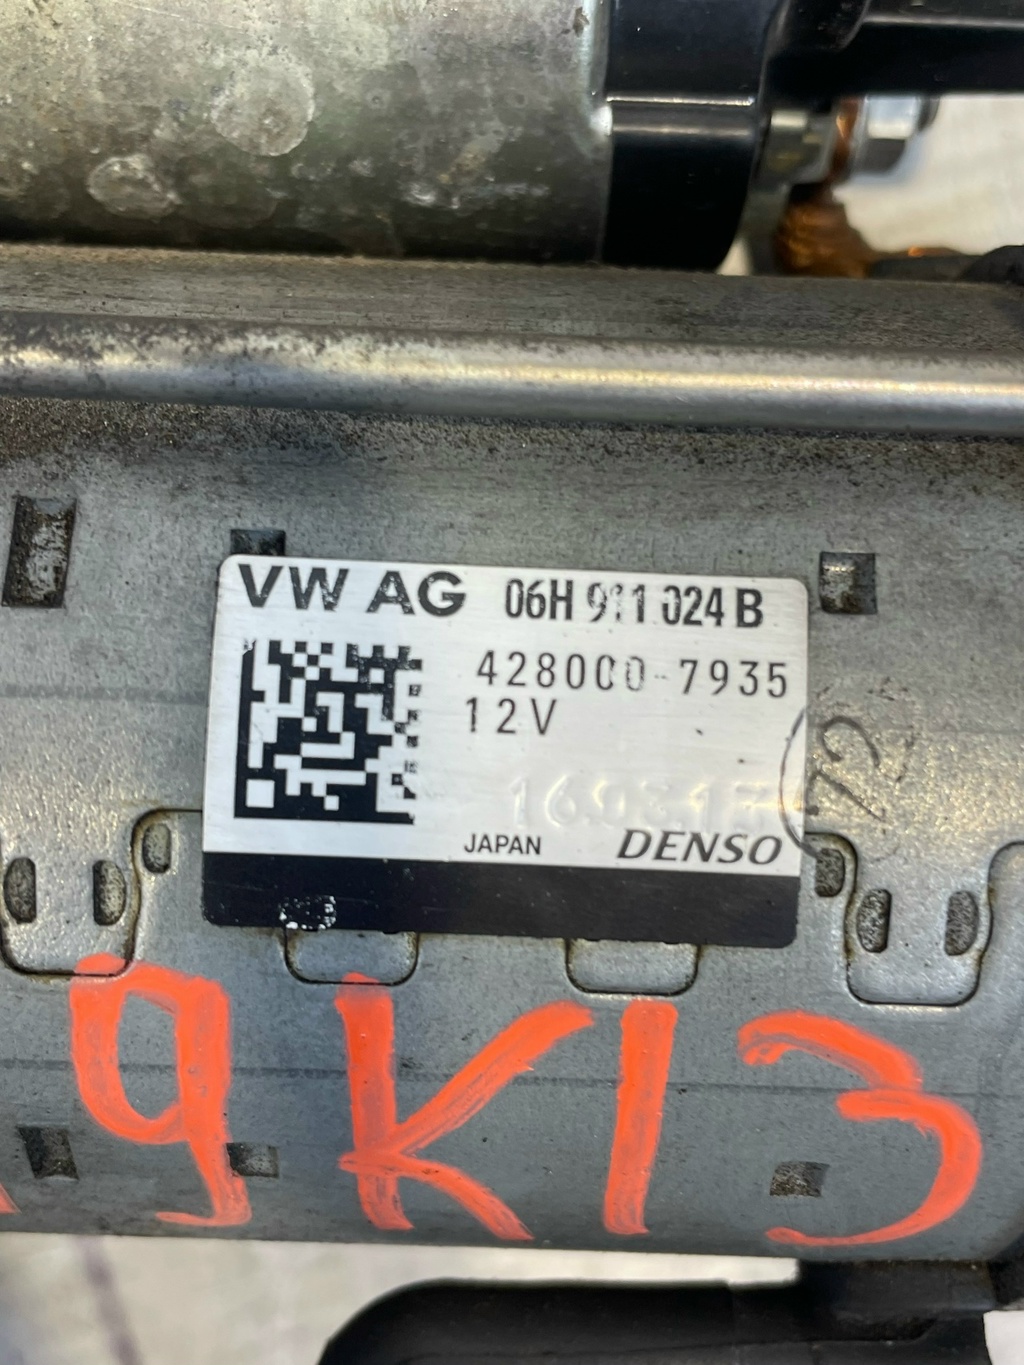 VW AG 06H 911 024 B
428000-7935
12V
JAPAN DENSO
9K13